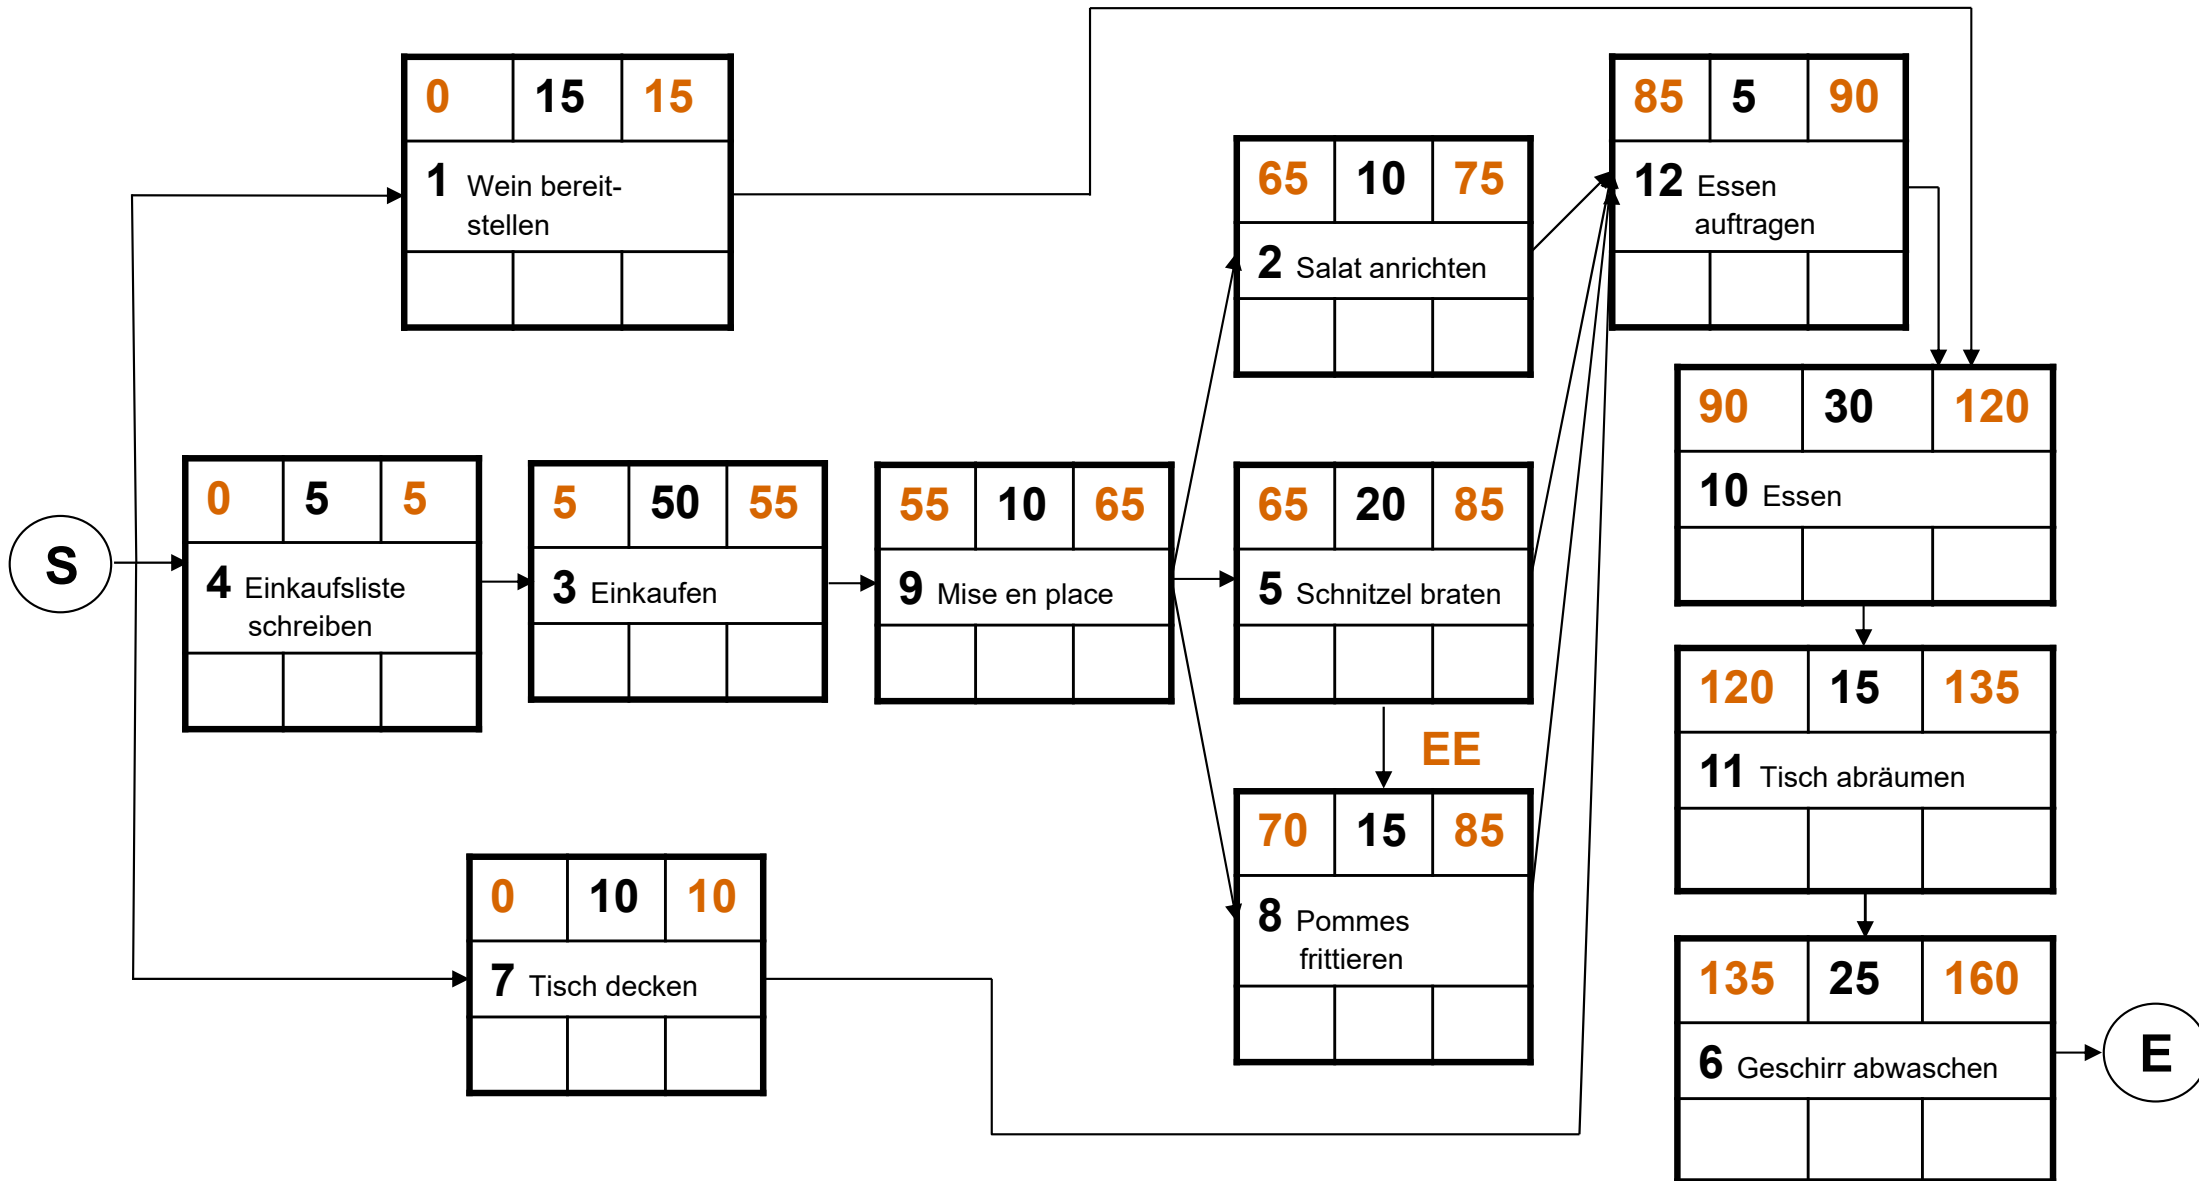 0 15 15
1 Wein bereit-
stellen
85 5 90
12 Essen
auftragen
65 10 75
2 Salat anrichten
90 30 120
10 Essen
S
0 5 5
4 Einkaufsliste
schreiben
5 50 55
3 Einkaufen
55 10 65
9 Mise en place
65 20 85
5 Schnitzel braten
EE
120 15 135
11 Tisch abräumen
70 15 85
8 Pommes
frittieren
0 10 10
7 Tisch decken
135 25 160
6 Geschirr abwaschen
E